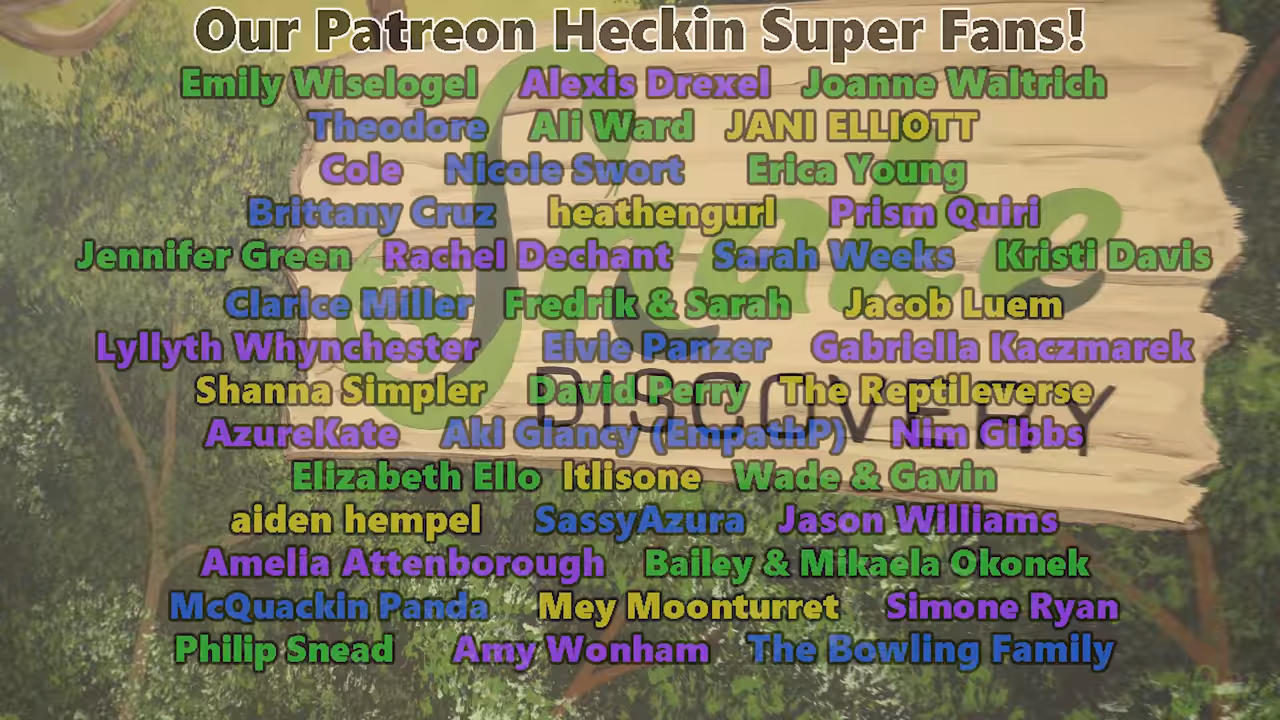 Our Patreon Heckin Super Fans!
Emily Wiselogel Alexis Drexel Joanne Waltrich
Theodore Ali Ward JANI ELLIOTT
Cole Nicole Swort Erica Young
Brittany Cruz heathengurl Prism Quiri
Jennifer Green Rachel Dechant Sarah Weeks Kristi Davis
Clarice Miller Fredrik & Sarah Jacob Luem
Lyllyth Whynchester Eivie Panzer Gabriella Kaczmarek
Shanna Simpler David Perry The Reptileverse
AzureKate Aki Glancy (EmpathP) Nim Gibbs
Elizabeth Ello Itlisone Wade & Gavin
aiden hempel SassyAzura Jason Williams
Amelia Attenborough Bailey & Mikaela Okonek
McQuackin Panda Mey Moonturret Simone Ryan
Philip Snead Amy Wonham The Bowling Family
Snake
DISCOVERY